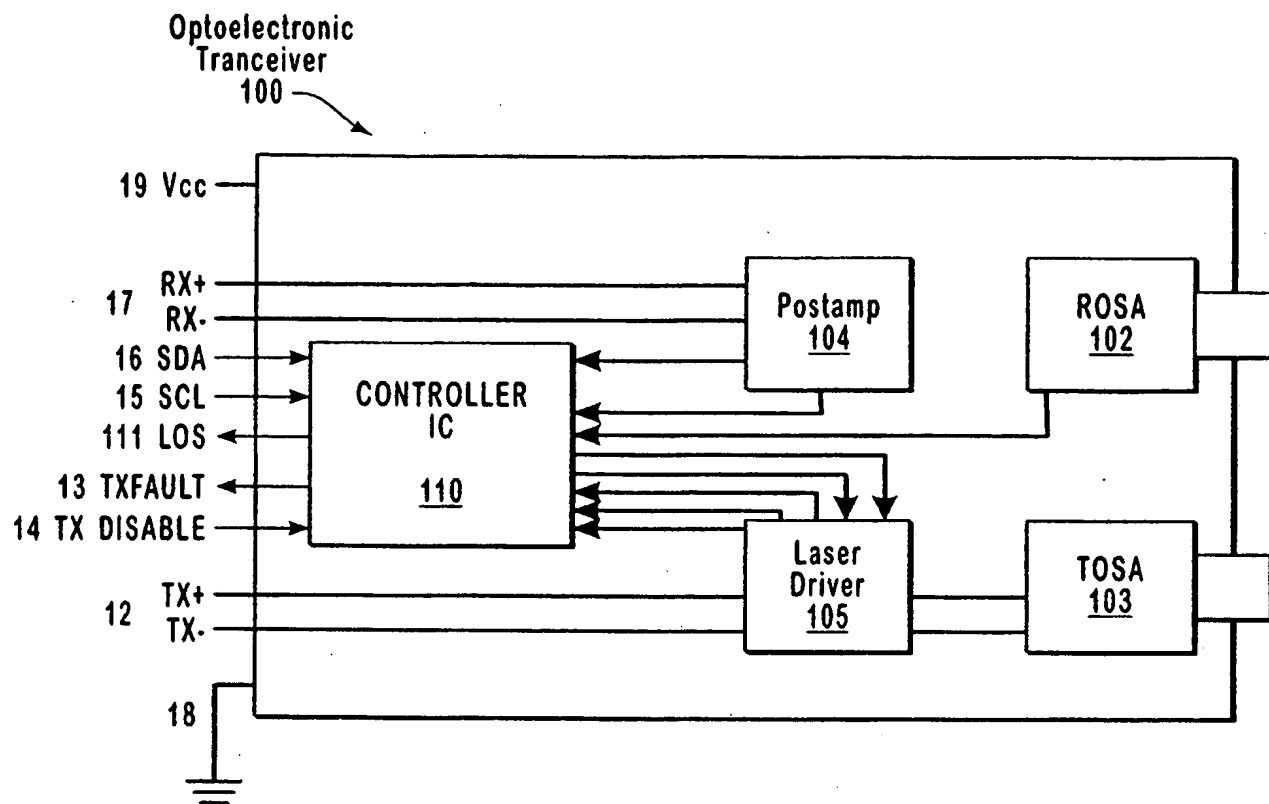 Optoelectronic
Tranceiver
100
19 Vcc
17
RX+
RX-
16 SDA
15 SCL
111 LOS
13 TXFAULT
14 TX DISABLE
12
TX+
TX-
18
CONTROLLER
IC
110
Postamp
104
ROSA
102
Laser
Driver
105
TOSA
103